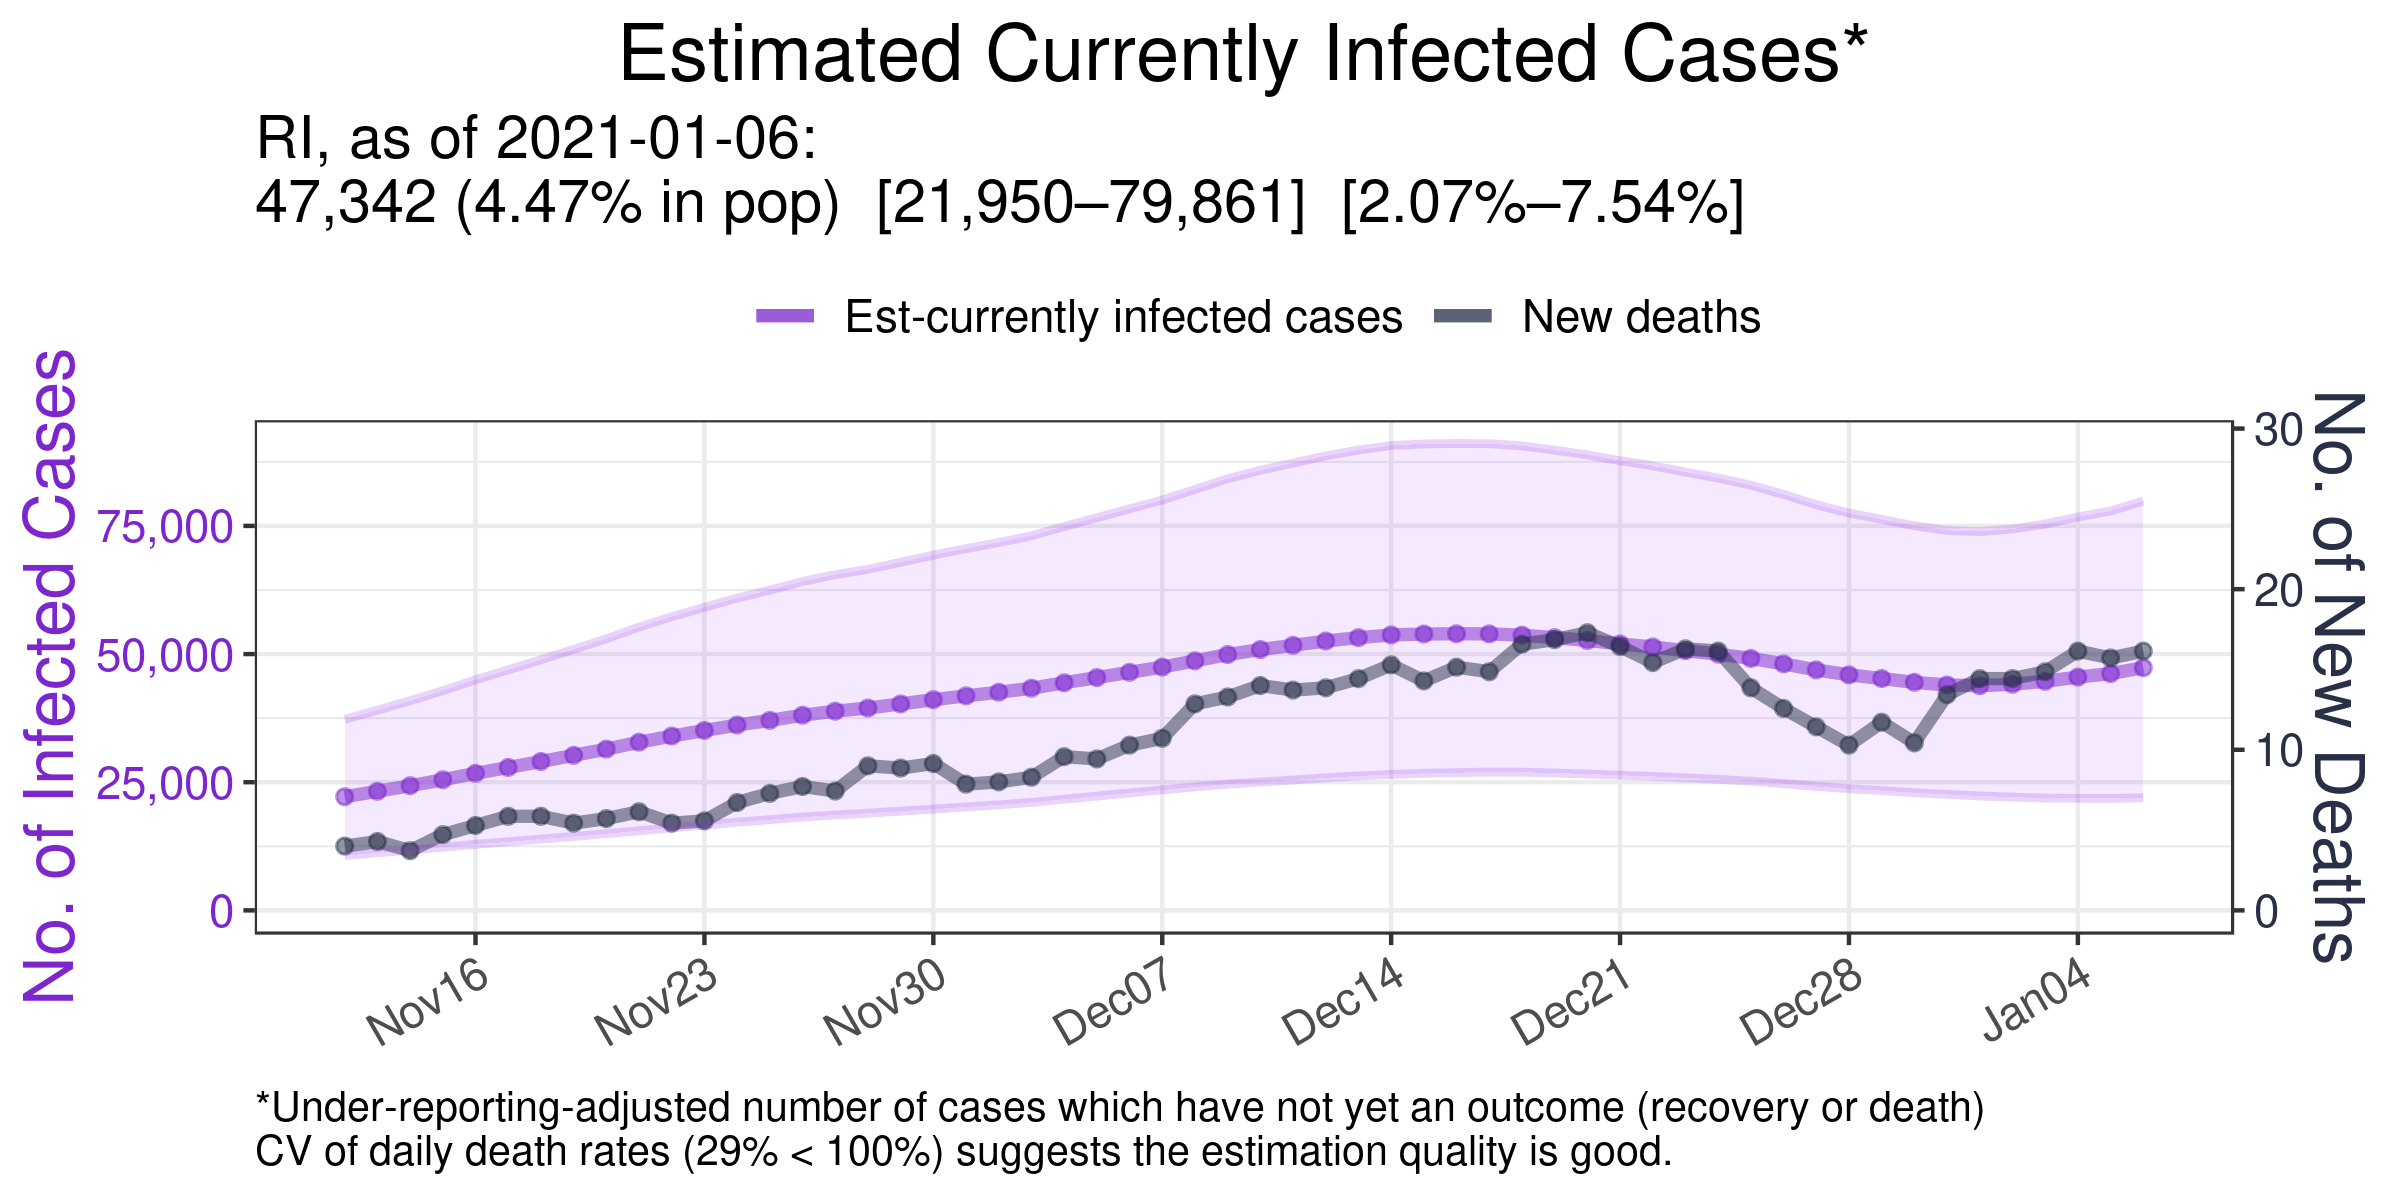 Estimated Currently Infected Cases*
RI, as of 2021-01-06:
47,342 (4.47% in pop)  [21,950–79,861]  [2.07%–7.54%]
Est-currently infected cases
New deaths
No. of Infected Cases
75,000
50,000
25,000
0
30
20
10
0
No. of New Deaths
Nov16
Nov23
Nov30
Dec07
Dec14
Dec21
Dec28
Jan04
*Under-reporting-adjusted number of cases which have not yet an outcome (recovery or death)
CV of daily death rates (29% < 100%) suggests the estimation quality is good.